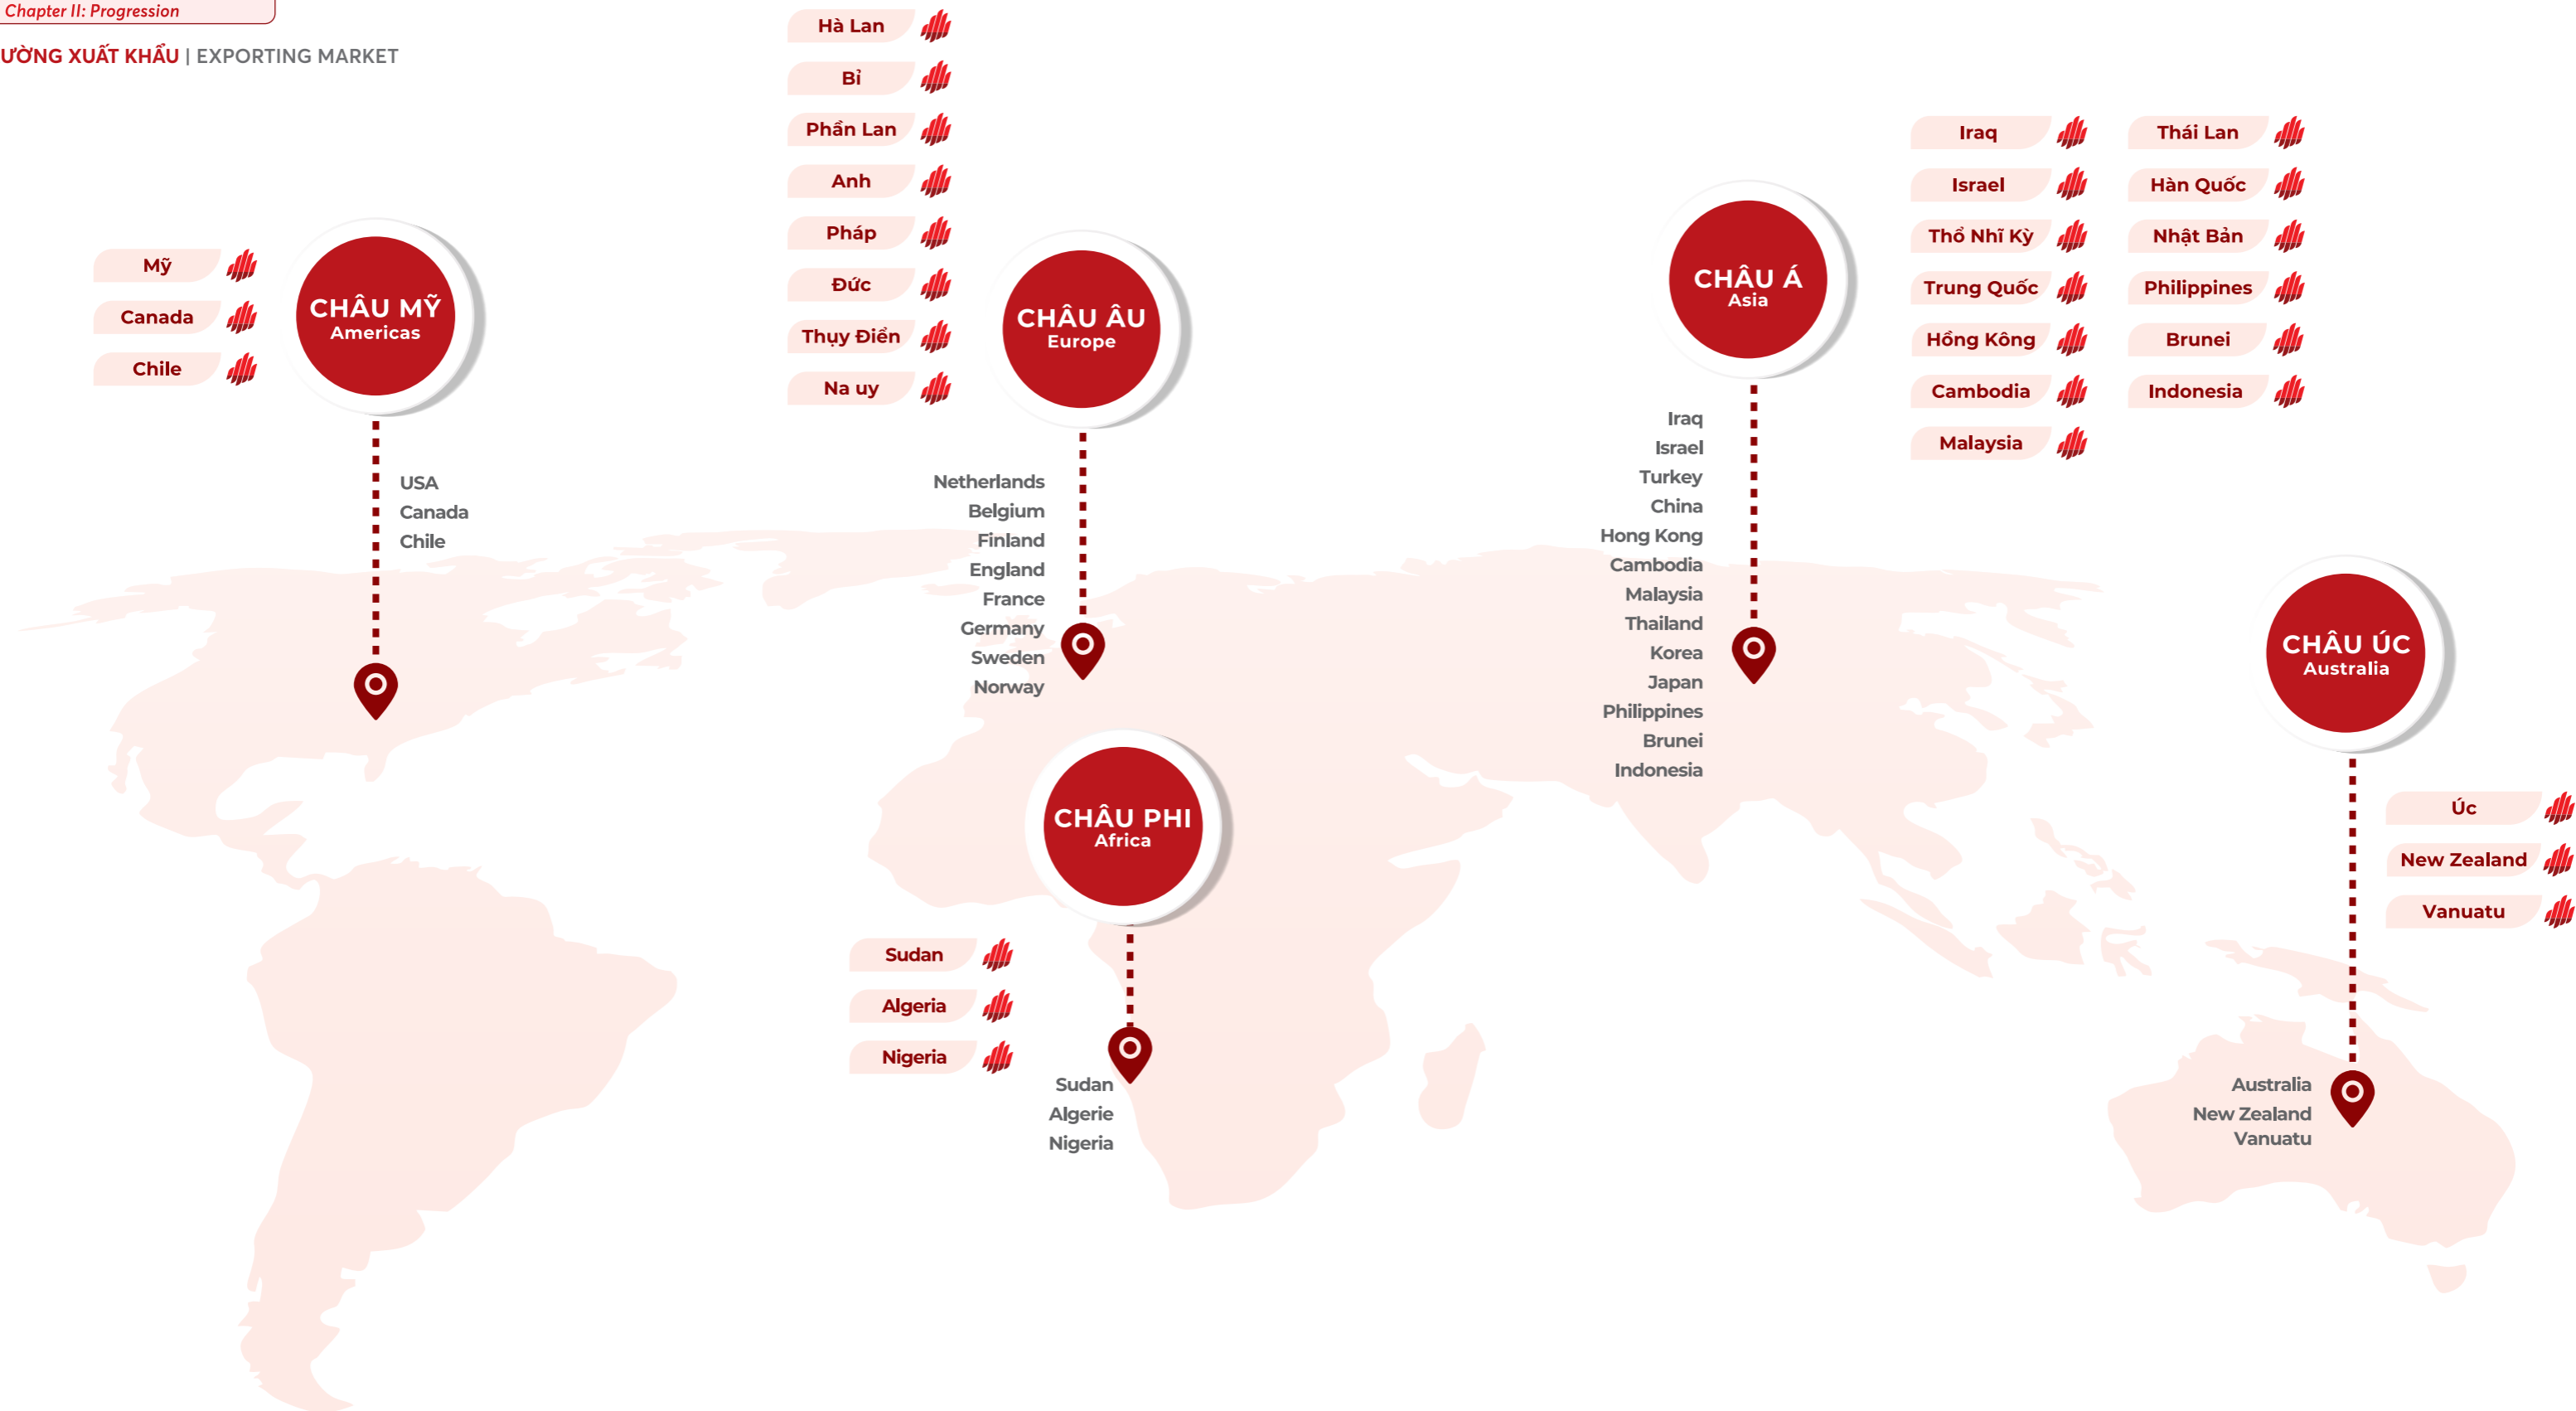 Chapter II: Progression
ƯỜNG XUẤT KHẨU | EXPORTING MARKET
Mỹ
Canada
Chile
CHÂU MỸ
Americas
USA
Canada
Chile
Hà Lan
Bỉ
Phần Lan
Anh
Pháp
Đức
Thụy Điển
Na uy
CHÂU ÂU
Europe
Netherlands
Belgium
Finland
England
France
Germany
Sweden
Norway
CHÂU PHI
Africa
Sudan
Algeria
Nigeria
Sudan
Algerie
Nigeria
CHÂU Á
Asia
Iraq
Israel
Thổ Nhĩ Kỳ
Trung Quốc
Hồng Kông
Cambodia
Malaysia
Thái Lan
Hàn Quốc
Nhật Bản
Philippines
Brunei
Indonesia
Iraq
Israel
Turkey
China
Hong Kong
Cambodia
Malaysia
Thailand
Korea
Japan
Philippines
Brunei
Indonesia
CHÂU ÚC
Australia
Úc
New Zealand
Vanuatu
Australia
New Zealand
Vanuatu